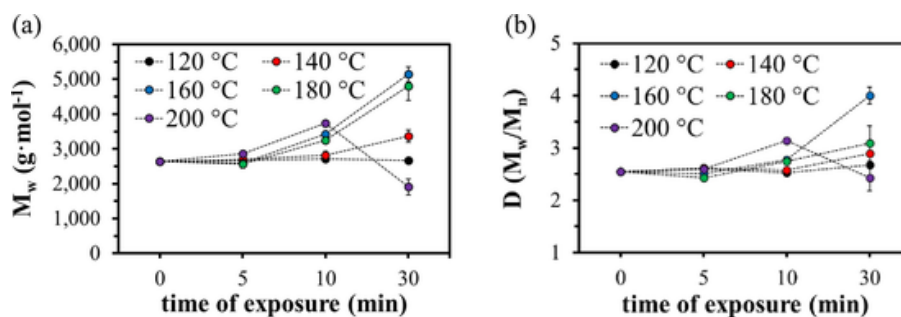 (a)
6,000
5,000
4,000
3,000
2,000
1,000
0
Mw (g·mol-1)
120 °C 140 °C
160 °C 180 °C
200 °C
0 5 10 30
time of exposure (min)
(b)
5
4
3
2
1
D (Mw/Mn)
120 °C 140 °C
160 °C 180 °C
200 °C
0 5 10 30
time of exposure (min)